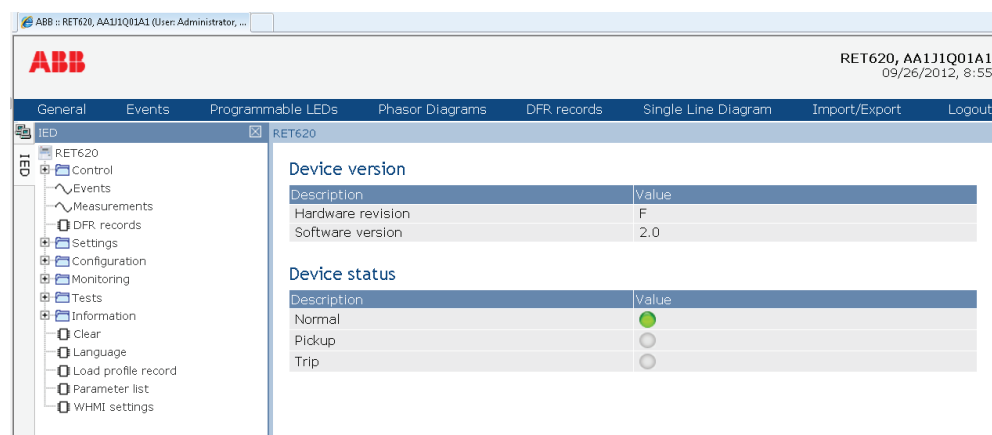 ABB :: RET620, AA1J1Q01A1 (User: Administrator, ...
ABB
RET620, AA1J1Q01A1
09/26/2012, 8:55
General Events Programmable LEDs Phasor Diagrams DFR records Single Line Diagram Import/Export Logout
IED
RET620
IED
RET620
Control
Events
Measurements
DFR records
Settings
Configuration
Monitoring
Tests
Information
Clear
Language
Load profile record
Parameter list
WHMI settings
Device version
Description Value
Hardware revision F
Software version 2.0
Device status
Description Value
Normal
Pickup
Trip